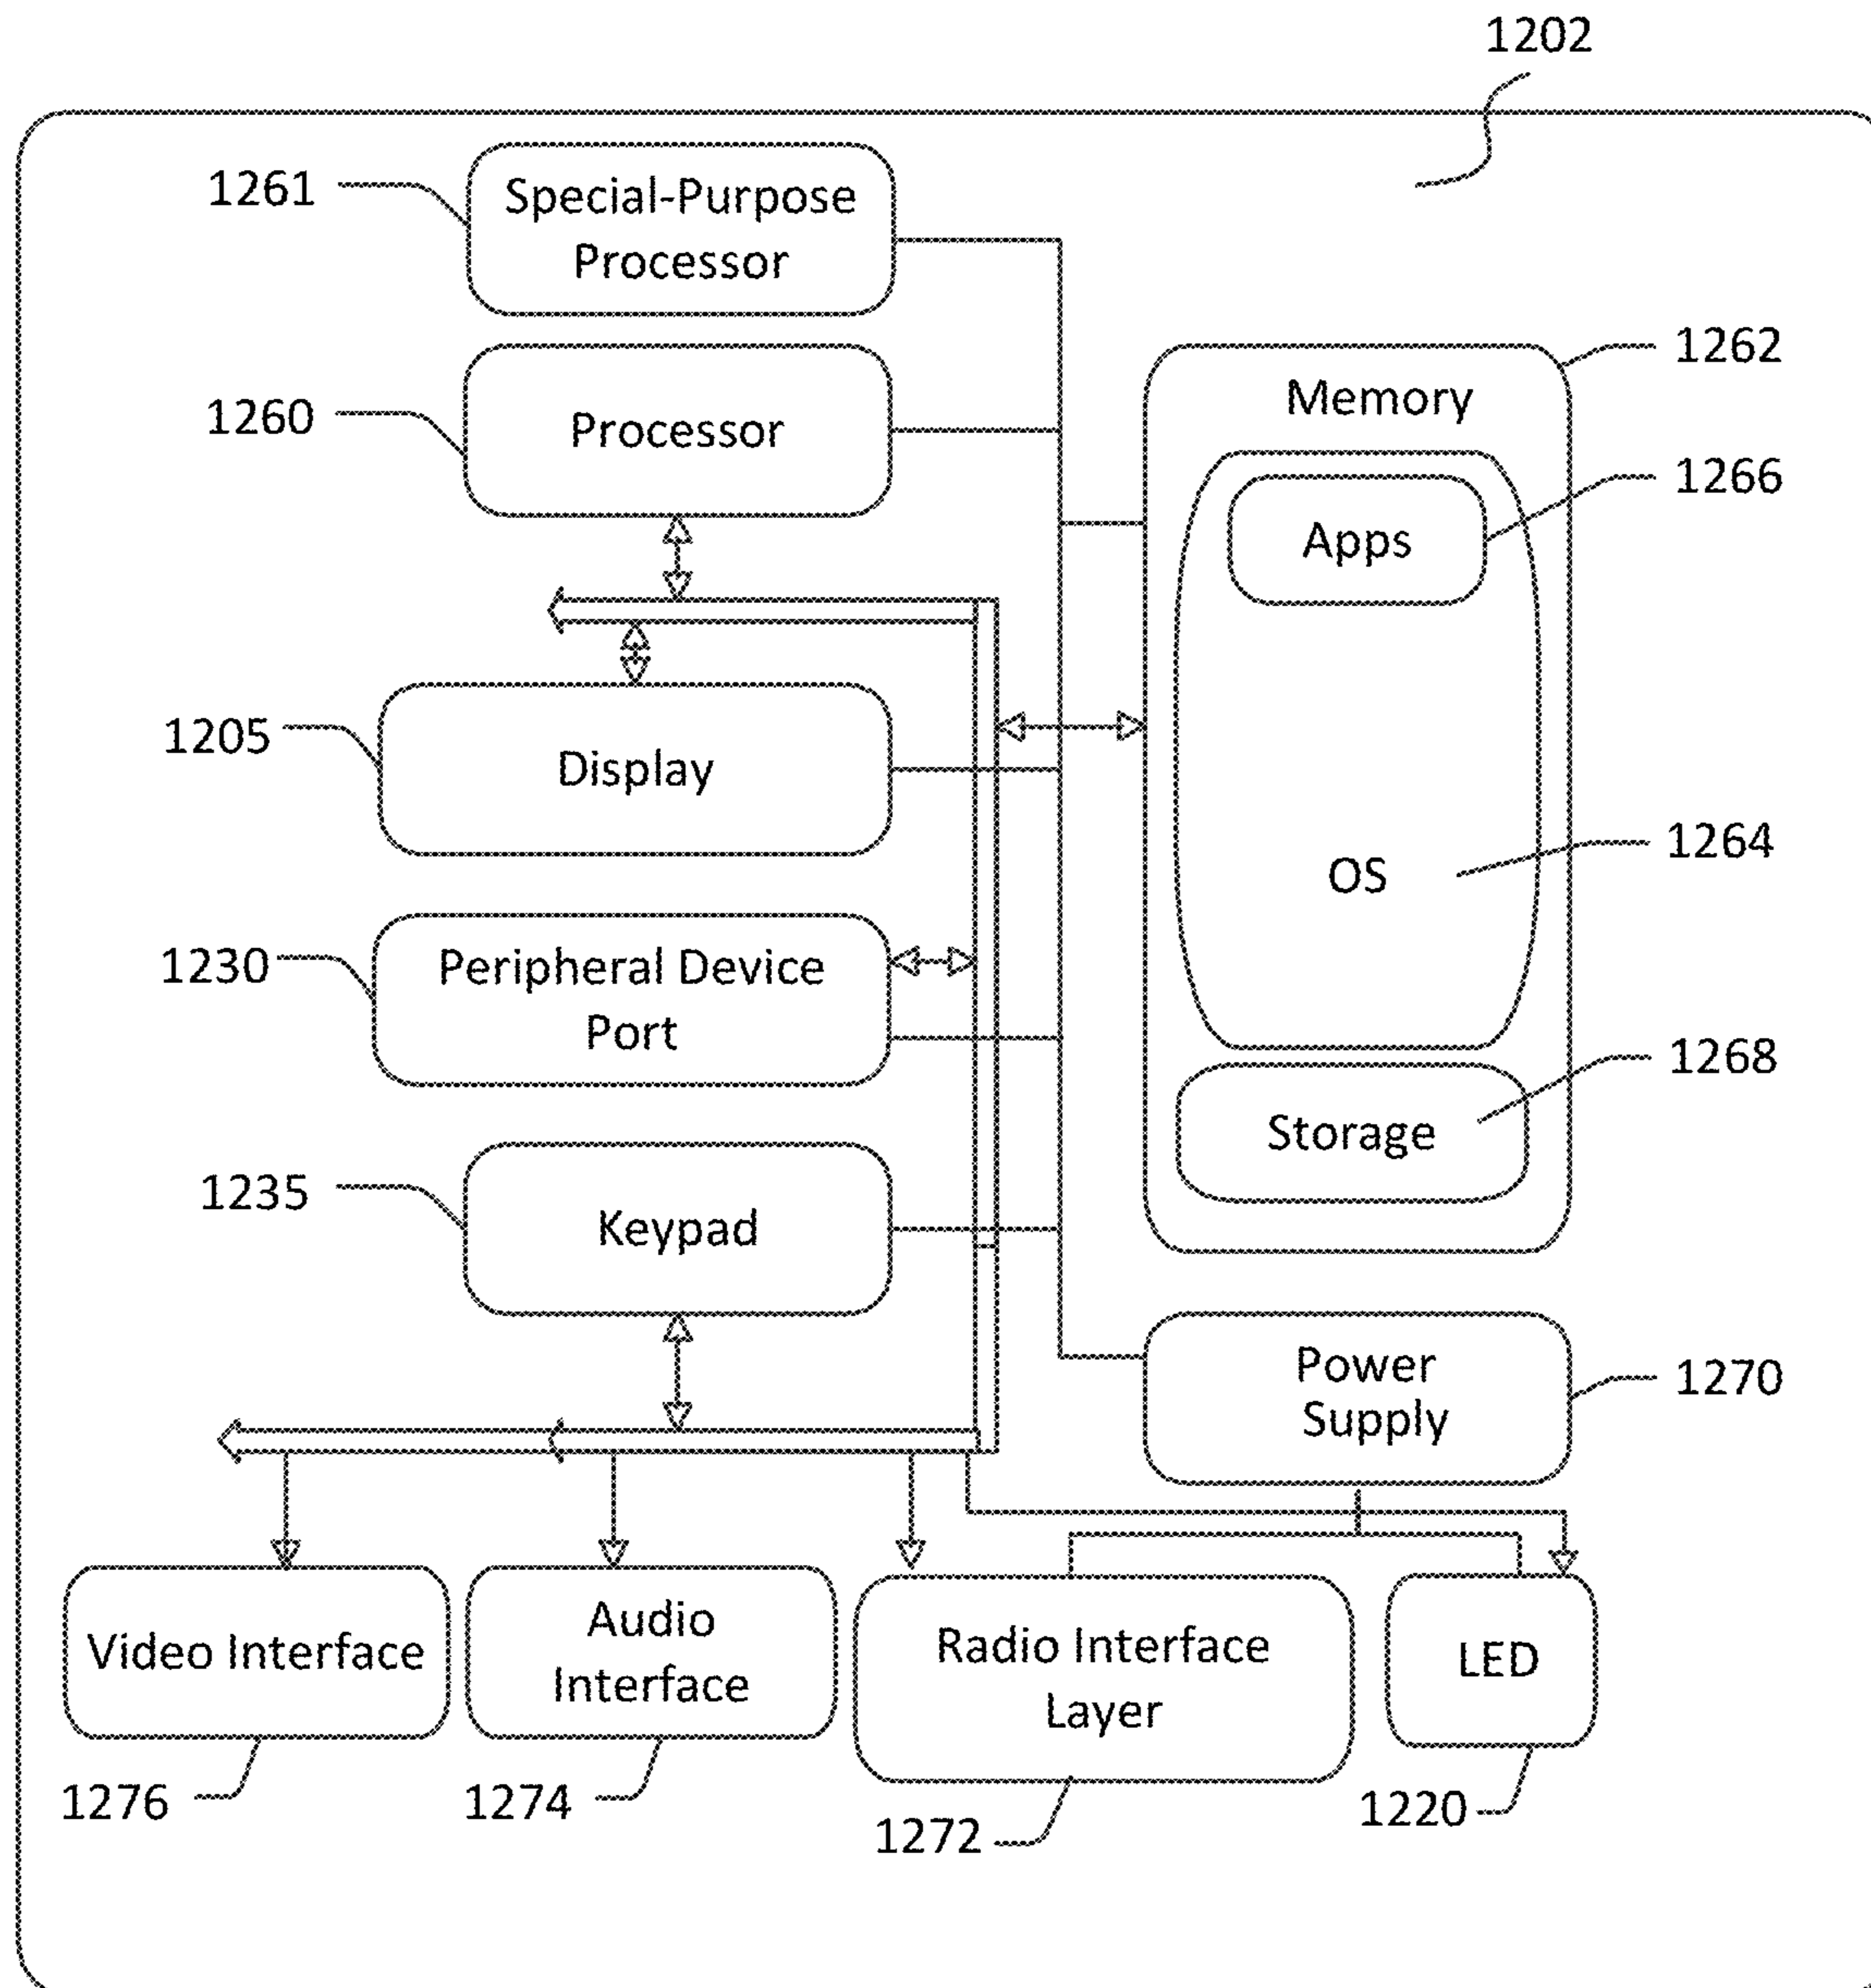 1202
1261
Special-Purpose
Processor
1262
Memory
1260
Processor
1266
Apps
1205
Display
1264
OS
1230
Peripheral Device
Port
1268
Storage
1235
Keypad
Power
Supply
1270
Video Interface
Audio
Interface
Radio Interface
Layer
LED
1276
1274
1272
1220